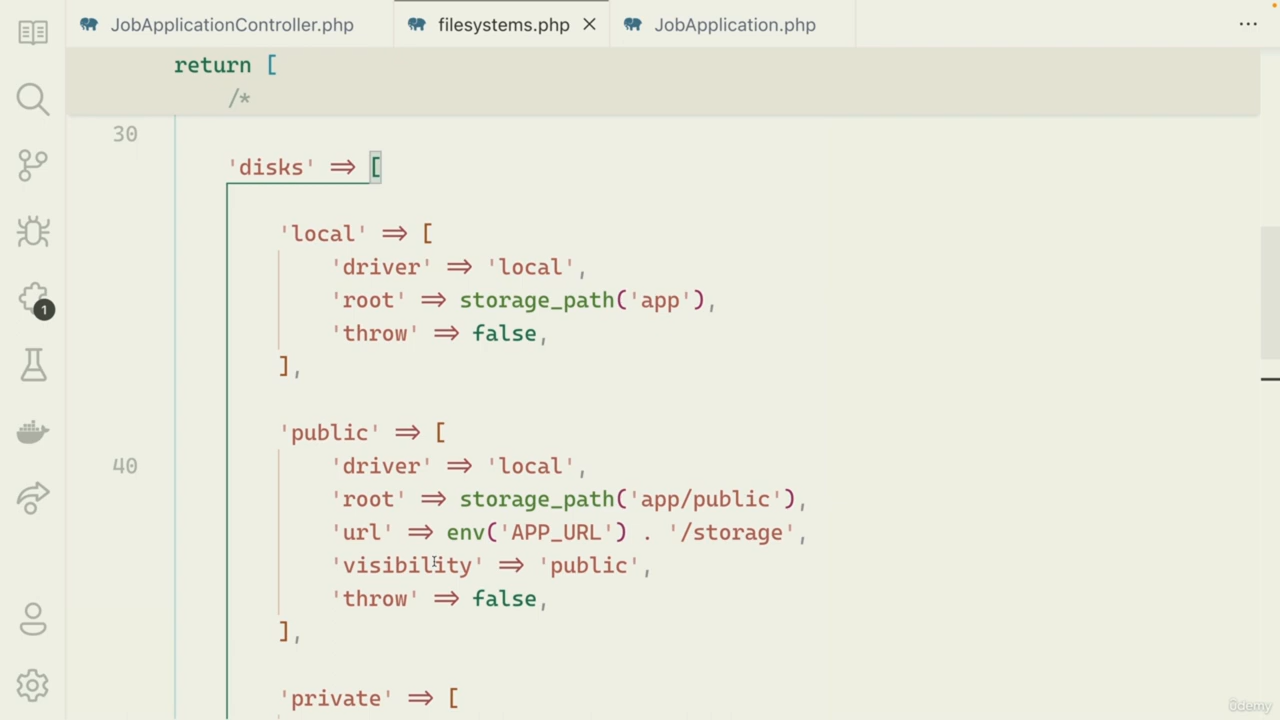 JobApplicationController.php
filesystems.php
JobApplication.php
return [
/*
30
'disks' => [
'local' => [
'driver' => 'local',
'root' => storage_path('app'),
'throw' => false,
],
'public' => [
40 'driver' => 'local',
'root' => storage_path('app/public'),
'url' => env('APP_URL') . '/storage',
'visibility' => 'public',
'throw' => false,
],
'private' => [
1
ûdemy